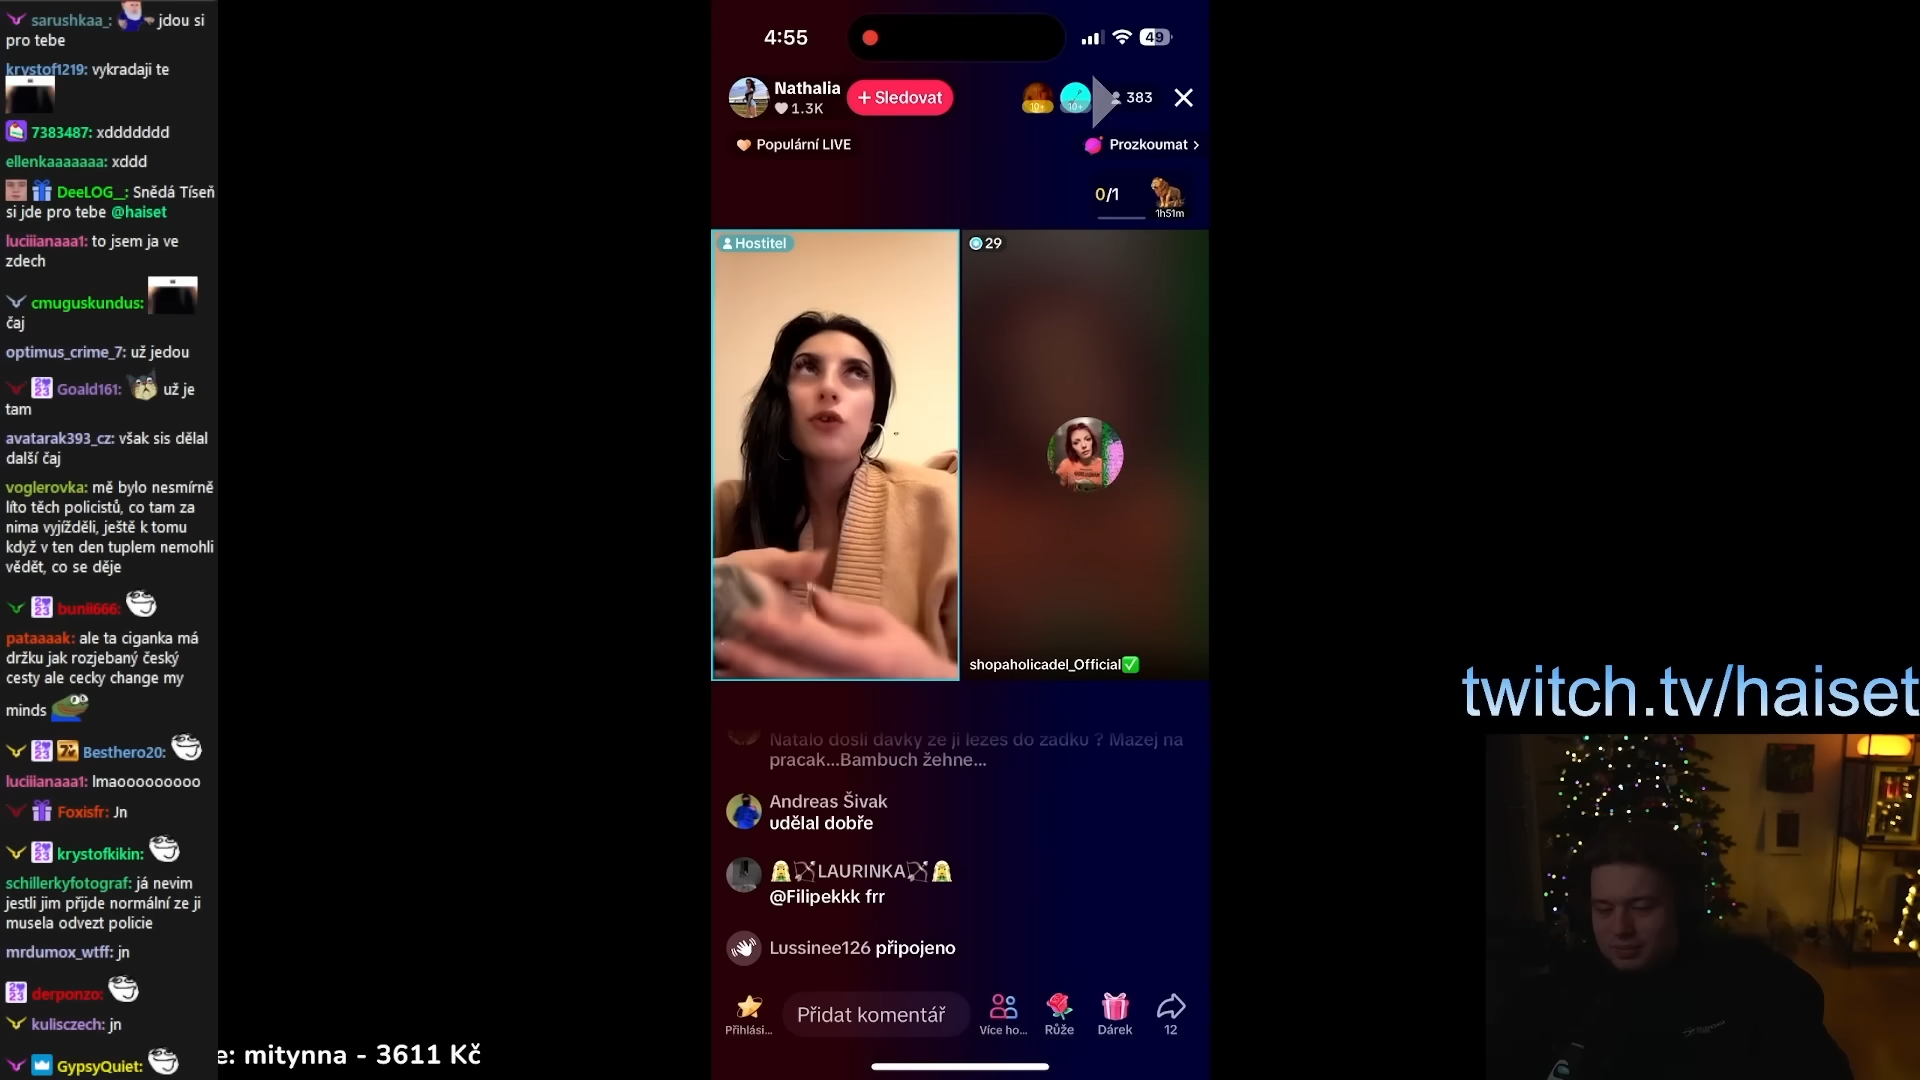 sarushkaa_: jdou si
pro tebe
krystof1219: vykradaji te
7383487: xddddddd
ellenkaaaaaaa: xddd
DeeLOG__: Snědá Tíseň
si jde pro tebe @haiset
luciiianaaa1: to jsem ja ve
zdech
cmuguskundus:
čaj
optimus_crime_7: už jedou
Goald161: už je
tam
avatarak393_cz: však sis dělal
další čaj
voglerovka: mě bylo nesmírně
líto těch policistů, co tam za
nima vyjížděli, ještě k tomu
když v ten den tuplem nemohli
vědět, co se děje
bunii666:
pataaaak: ale ta ciganka má
držku jak rozjebaný český
cesty ale cecky change my
minds
Besthero20:
luciiianaaa1: lmaooooooooo
Foxisfr: Jn
krystofkikin:
schillerkyfotograf: já nevim
jestli jim přijde normální ze ji
musela odvezt policie
mrdumox_wtff: jn
derponzo:
kulisczech: jn
GypsyQuiet:
e: mitynna - 3611 Kč
4:55
49
Nathalia
1.3K
+ Sledovat
10+
10+
383
Populární LIVE
Prozkoumat
0/1
1h51m
Hostitel
29
shopaholicadel_Official
Natalo dosli davky ze ji lezes do zadku ? Mazej na
pracak...Bambuch žehne...
Andreas Šivak
udělal dobře
LAURINKA
@Filipekkk frr
Lussinee126 připojeno
Přihlási...
Přidat komentář
Více ho...
Růže
Dárek
12
twitch.tv/haiset